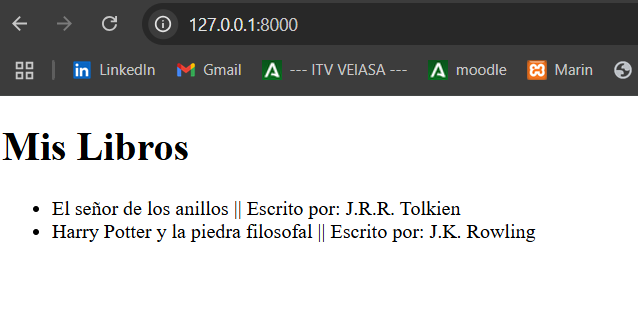 127.0.0.1:8000
LinkedIn Gmail --- ITV VEIASA --- moodle Marin
Mis Libros
• El señor de los anillos || Escrito por: J.R.R. Tolkien
• Harry Potter y la piedra filosofal || Escrito por: J.K. Rowling